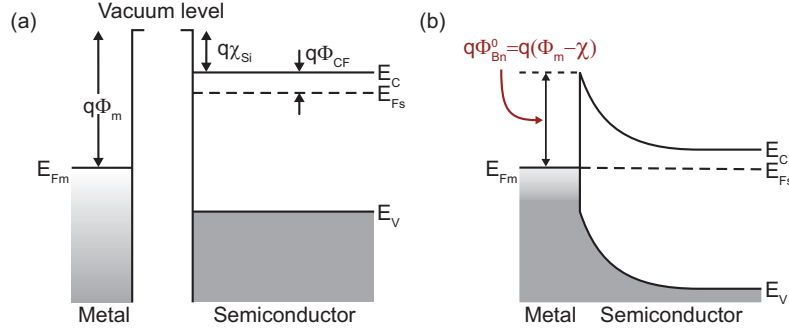 (a)
Vacuum level
qχSi
qΦCF
EC
EFs
qΦm
EFm
EV
Metal
Semiconductor
(b)
qΦ⁰Bn=q(Φm−χ)
EC
EFs
EFm
EV
Metal
Semiconductor